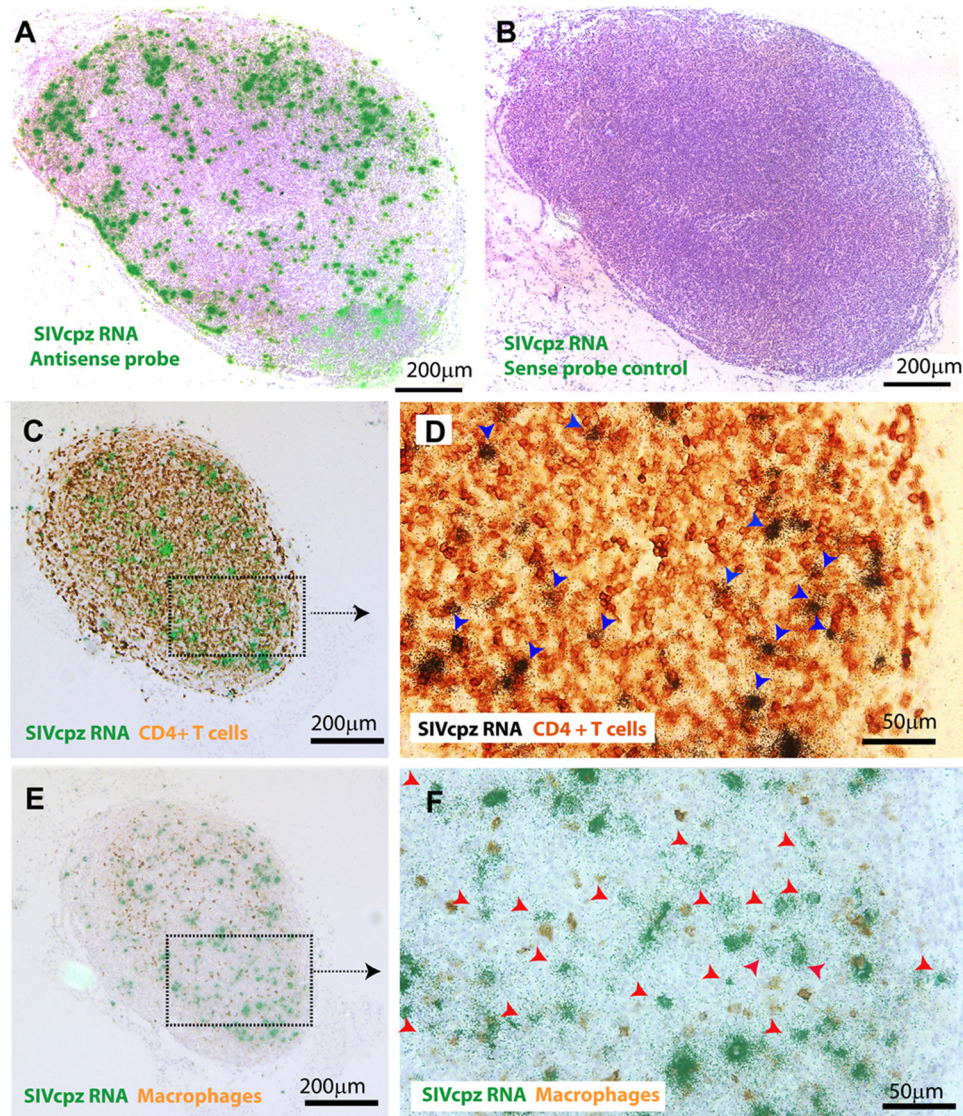 A
SIVcpz RNA
Antisense probe
200μm
B
SIVcpz RNA
Sense probe control
200μm
C
SIVcpz RNA CD4+ T cells
200μm
D
SIVcpz RNA CD4 + T cells
50μm
E
SIVcpz RNA Macrophages
200μm
F
SIVcpz RNA Macrophages
50μm